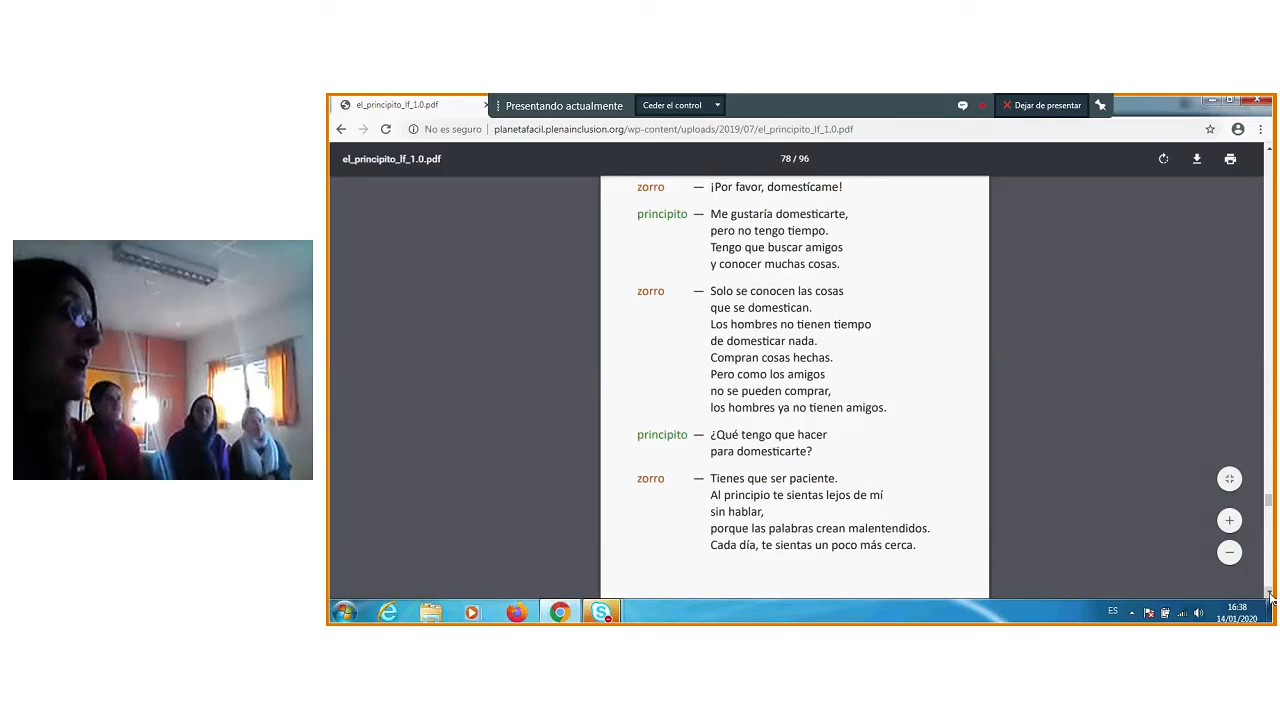 el_principito_lf_1.0.pdf
Presentando actualmente
Ceder el control
Dejar de presentar
No es seguro
planetafacil.plenainclusion.org/wp-content/uploads/2019/07/el_principito_lf_1.0.pdf
el_principito_lf_1.0.pdf
78 / 96
zorro — ¡Por favor, domestícame!
principito — Me gustaría domesticarte,
pero no tengo tiempo.
Tengo que buscar amigos
y conocer muchas cosas.
zorro — Solo se conocen las cosas
que se domestican.
Los hombres no tienen tiempo
de domesticar nada.
Compran cosas hechas.
Pero como los amigos
no se pueden comprar,
los hombres ya no tienen amigos.
principito — ¿Qué tengo que hacer
para domesticarte?
zorro — Tienes que ser paciente.
Al principio te sientas lejos de mí
sin hablar,
porque las palabras crean malentendidos.
Cada día, te sientas un poco más cerca.
ES
16:38
14/01/2020